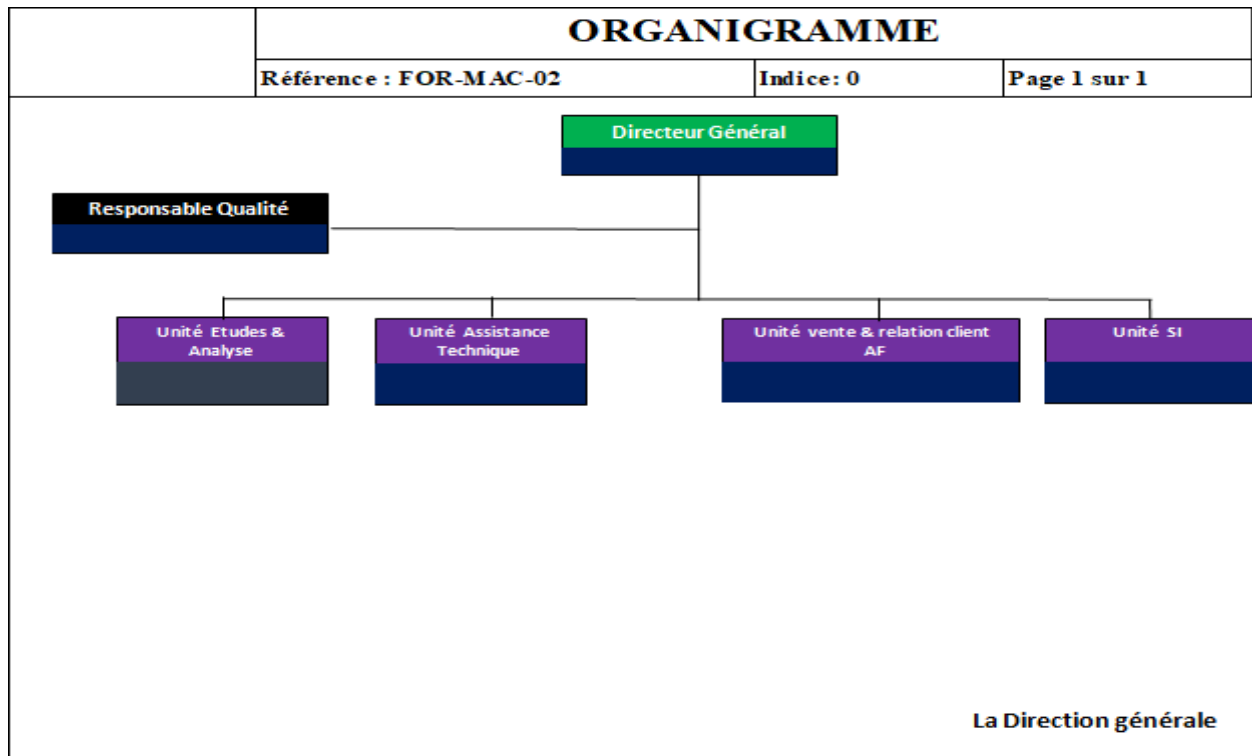 ORGANIGRAMME
Référence : FOR-MAC-02
Indice: 0
Page 1 sur 1
Directeur Général
Responsable Qualité
Unité Etudes &
Analyse
Unité Assistance
Technique
Unité vente & relation client
AF
Unité SI
La Direction générale